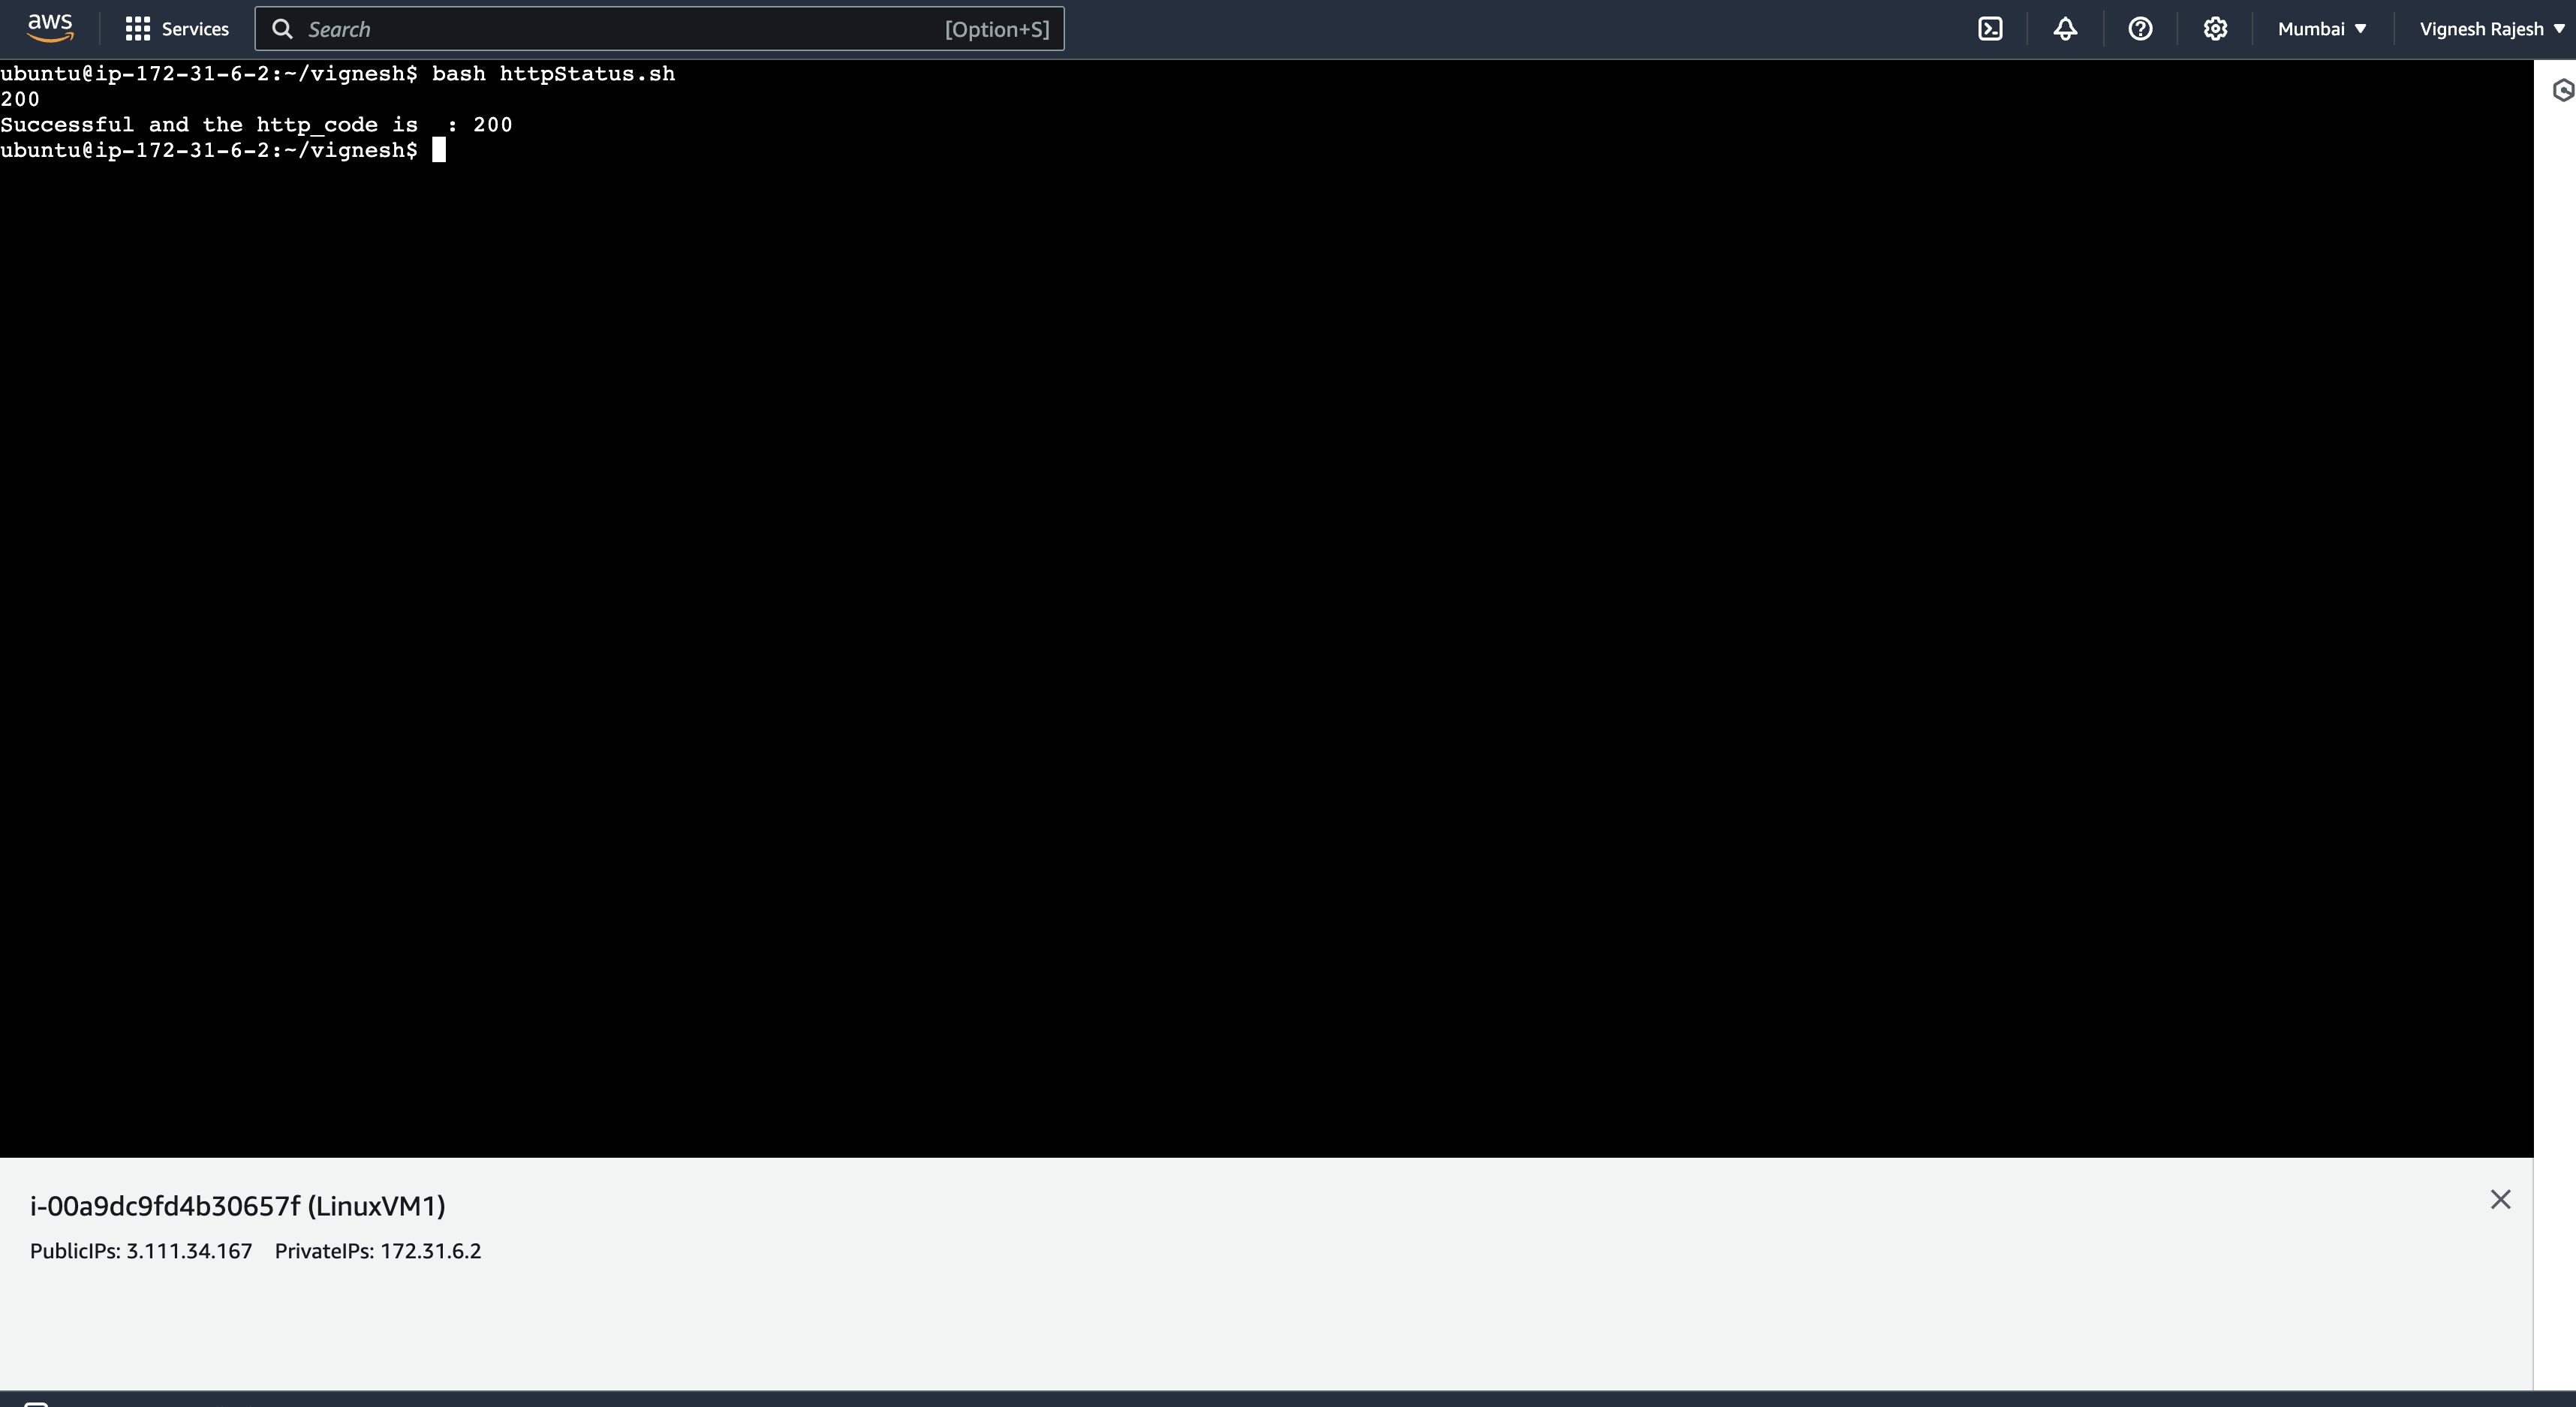 aws Services Search [Option+S] Mumbai Vignesh Rajesh
ubuntu@ip-172-31-6-2:~/vignesh$ bash httpStatus.sh
200
Successful and the http_code is  : 200
ubuntu@ip-172-31-6-2:~/vignesh$
i-00a9dc9fd4b30657f (LinuxVM1)
PublicIPs: 3.111.34.167 PrivateIPs: 172.31.6.2